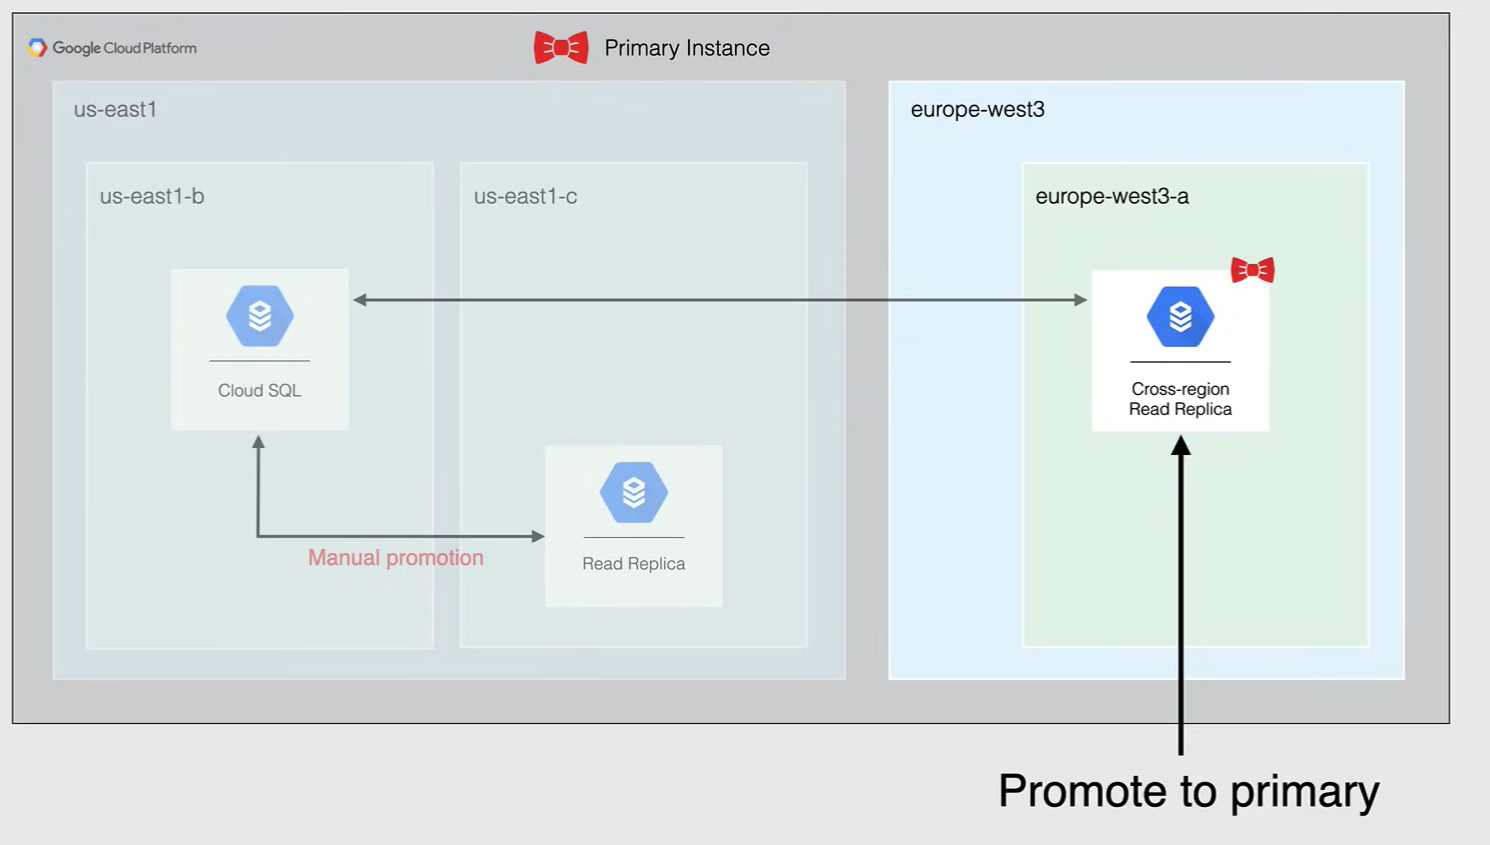 Google Cloud Platform
Primary Instance
us-east1
europe-west3
us-east1-b
us-east1-c
europe-west3-a
Cloud SQL
Cross-region
Read Replica
Manual promotion
Read Replica
Promote to primary